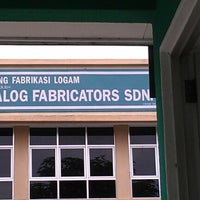 NG FABRIKASI LOGAM
ALOG FABRICATORS SDN